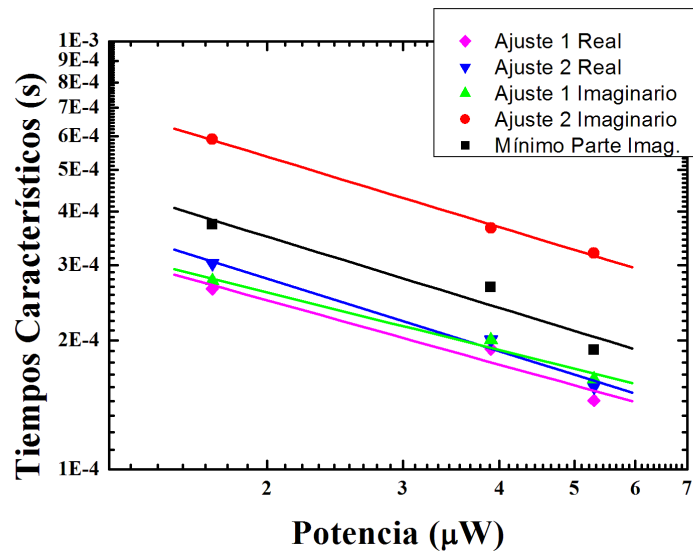 Ajuste 1 Real
Ajuste 2 Real
Ajuste 1 Imaginario
Ajuste 2 Imaginario
Mínimo Parte Imag.
Tiempos Característicos (s)
1E-3
9E-4
8E-4
7E-4
6E-4
5E-4
4E-4
3E-4
2E-4
1E-4
2 3 4 5 6 7
Potencia (μW)